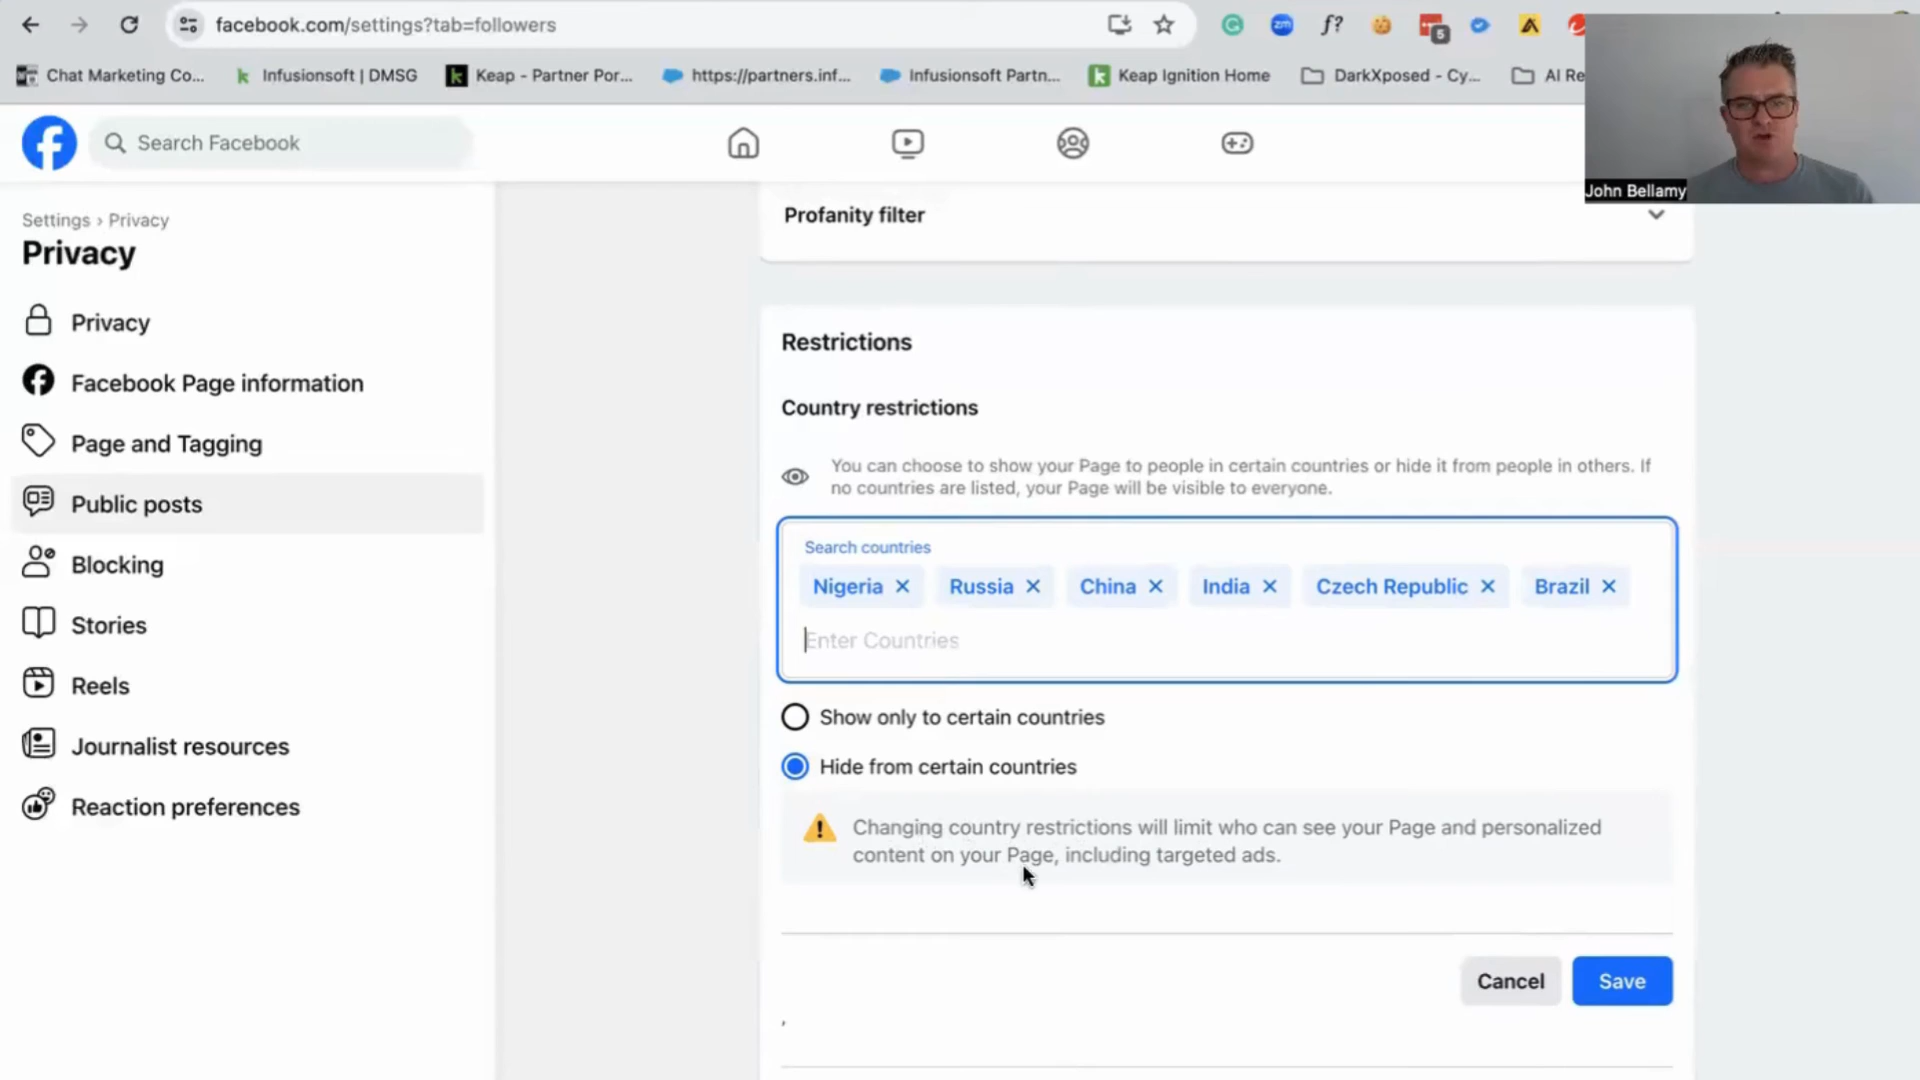 facebook.com/settings?tab=followers
5
Chat Marketing Co...
Infusionsoft | DMSG
Keap - Partner Por...
https://partners.inf...
Infusionsoft Partn...
Keap Ignition Home
DarkXposed - Cy...
AI Re
Search Facebook
John Bellamy
Settings › Privacy
Privacy
Privacy
Facebook Page information
Page and Tagging
Public posts
Blocking
Stories
Reels
Journalist resources
Reaction preferences
Profanity filter
Restrictions
Country restrictions
You can choose to show your Page to people in certain countries or hide it from people in others. If
no countries are listed, your Page will be visible to everyone.
Search countries
Nigeria × Russia × China × India × Czech Republic × Brazil ×
Enter Countries
Show only to certain countries
Hide from certain countries
Changing country restrictions will limit who can see your Page and personalized
content on your Page, including targeted ads.
Cancel
Save